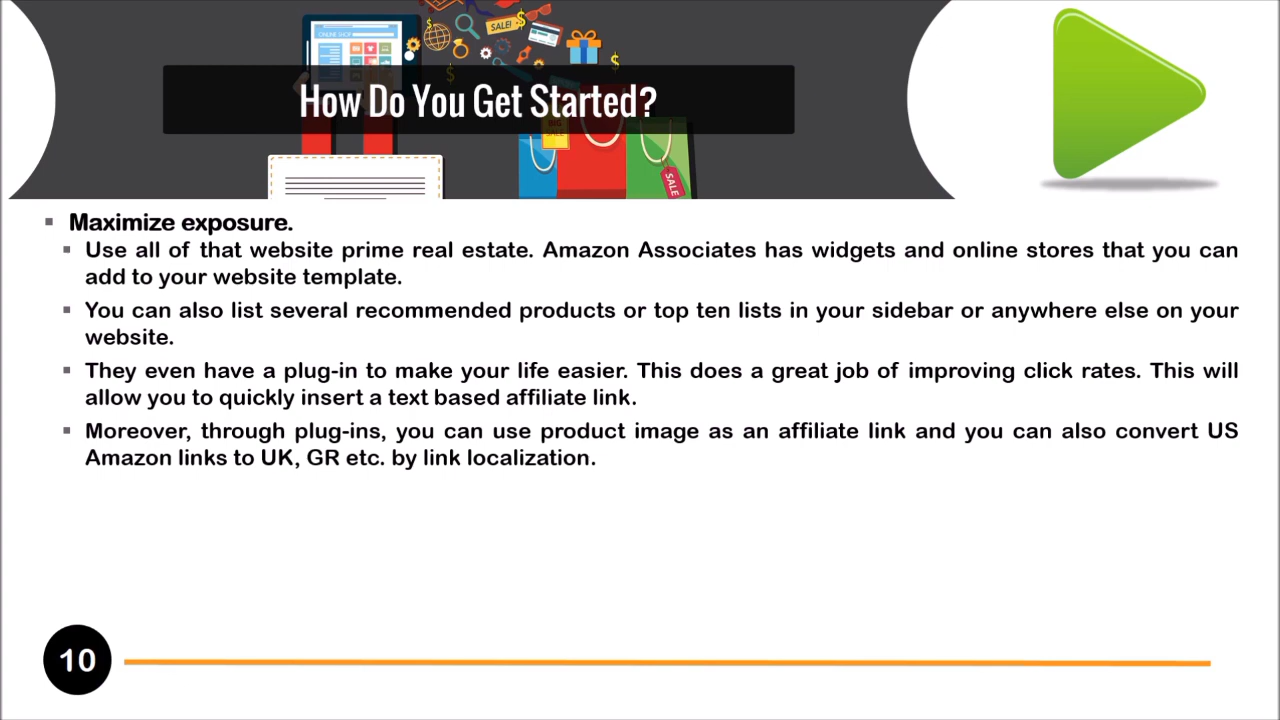 ONLINE SHOP
SALE!
How Do You Get Started?
SALE
SALE
Maximize exposure.
Use all of that website prime real estate. Amazon Associates has widgets and online stores that you can
add to your website template.
You can also list several recommended products or top ten lists in your sidebar or anywhere else on your
website.
They even have a plug-in to make your life easier. This does a great job of improving click rates. This will
allow you to quickly insert a text based affiliate link.
Moreover, through plug-ins, you can use product image as an affiliate link and you can also convert US
Amazon links to UK, GR etc. by link localization.
10